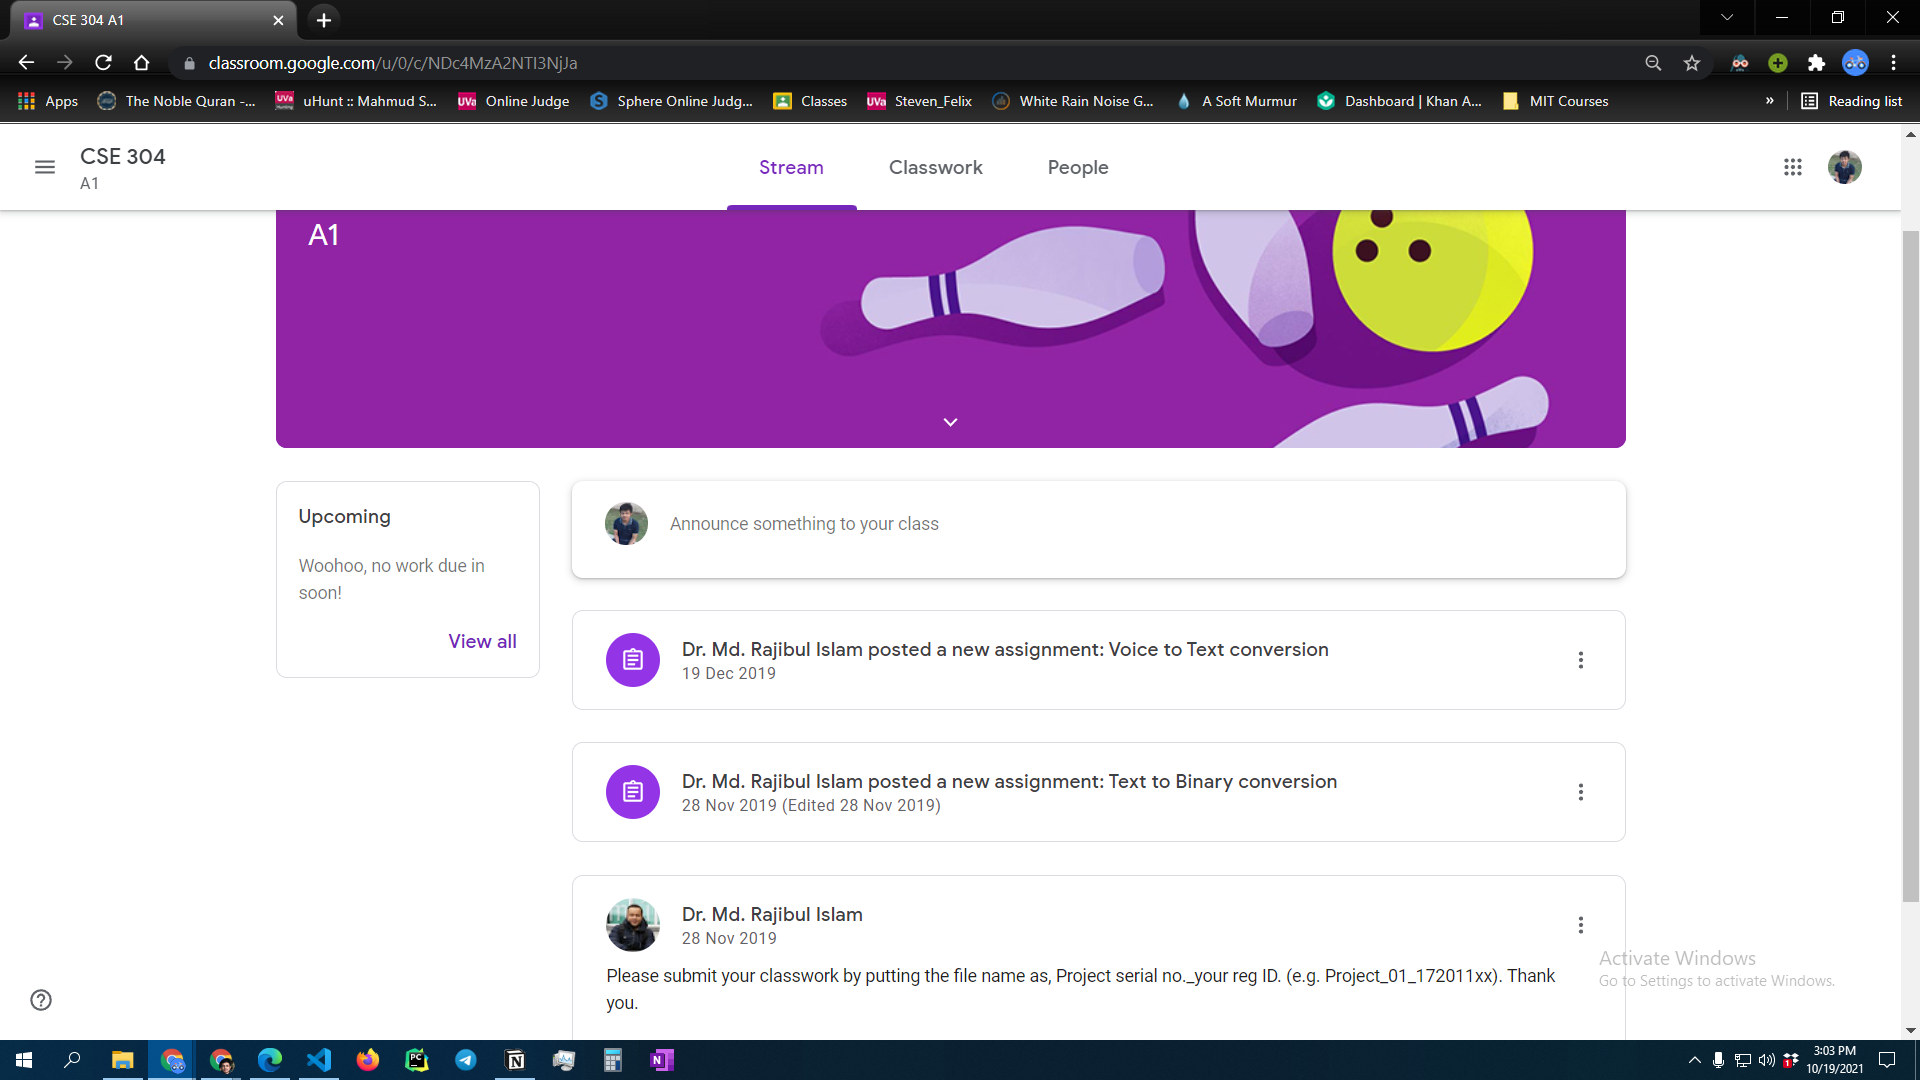 CSE 304 A1
classroom.google.com/u/0/c/NDc4MzA2NTI3NjJa
Apps
The Noble Quran -...
UVa
Hunting
uHunt :: Mahmud S...
UVa
Online Judge
Sphere Online Judg...
Classes
UVa
Steven_Felix
White Rain Noise G...
A Soft Murmur
Dashboard | Khan A...
MIT Courses
»
Reading list
CSE 304
A1
Stream
Classwork
People
A1
Upcoming
Woohoo, no work due in
soon!
View all
Announce something to your class
Dr. Md. Rajibul Islam posted a new assignment: Voice to Text conversion
19 Dec 2019
Dr. Md. Rajibul Islam posted a new assignment: Text to Binary conversion
28 Nov 2019 (Edited 28 Nov 2019)
Dr. Md. Rajibul Islam
28 Nov 2019
Please submit your classwork by putting the file name as, Project serial no._your reg ID. (e.g. Project_01_172011xx). Thank
you.
Activate Windows
Go to Settings to activate Windows.
PC
N
N
1
3:03 PM
10/19/2021